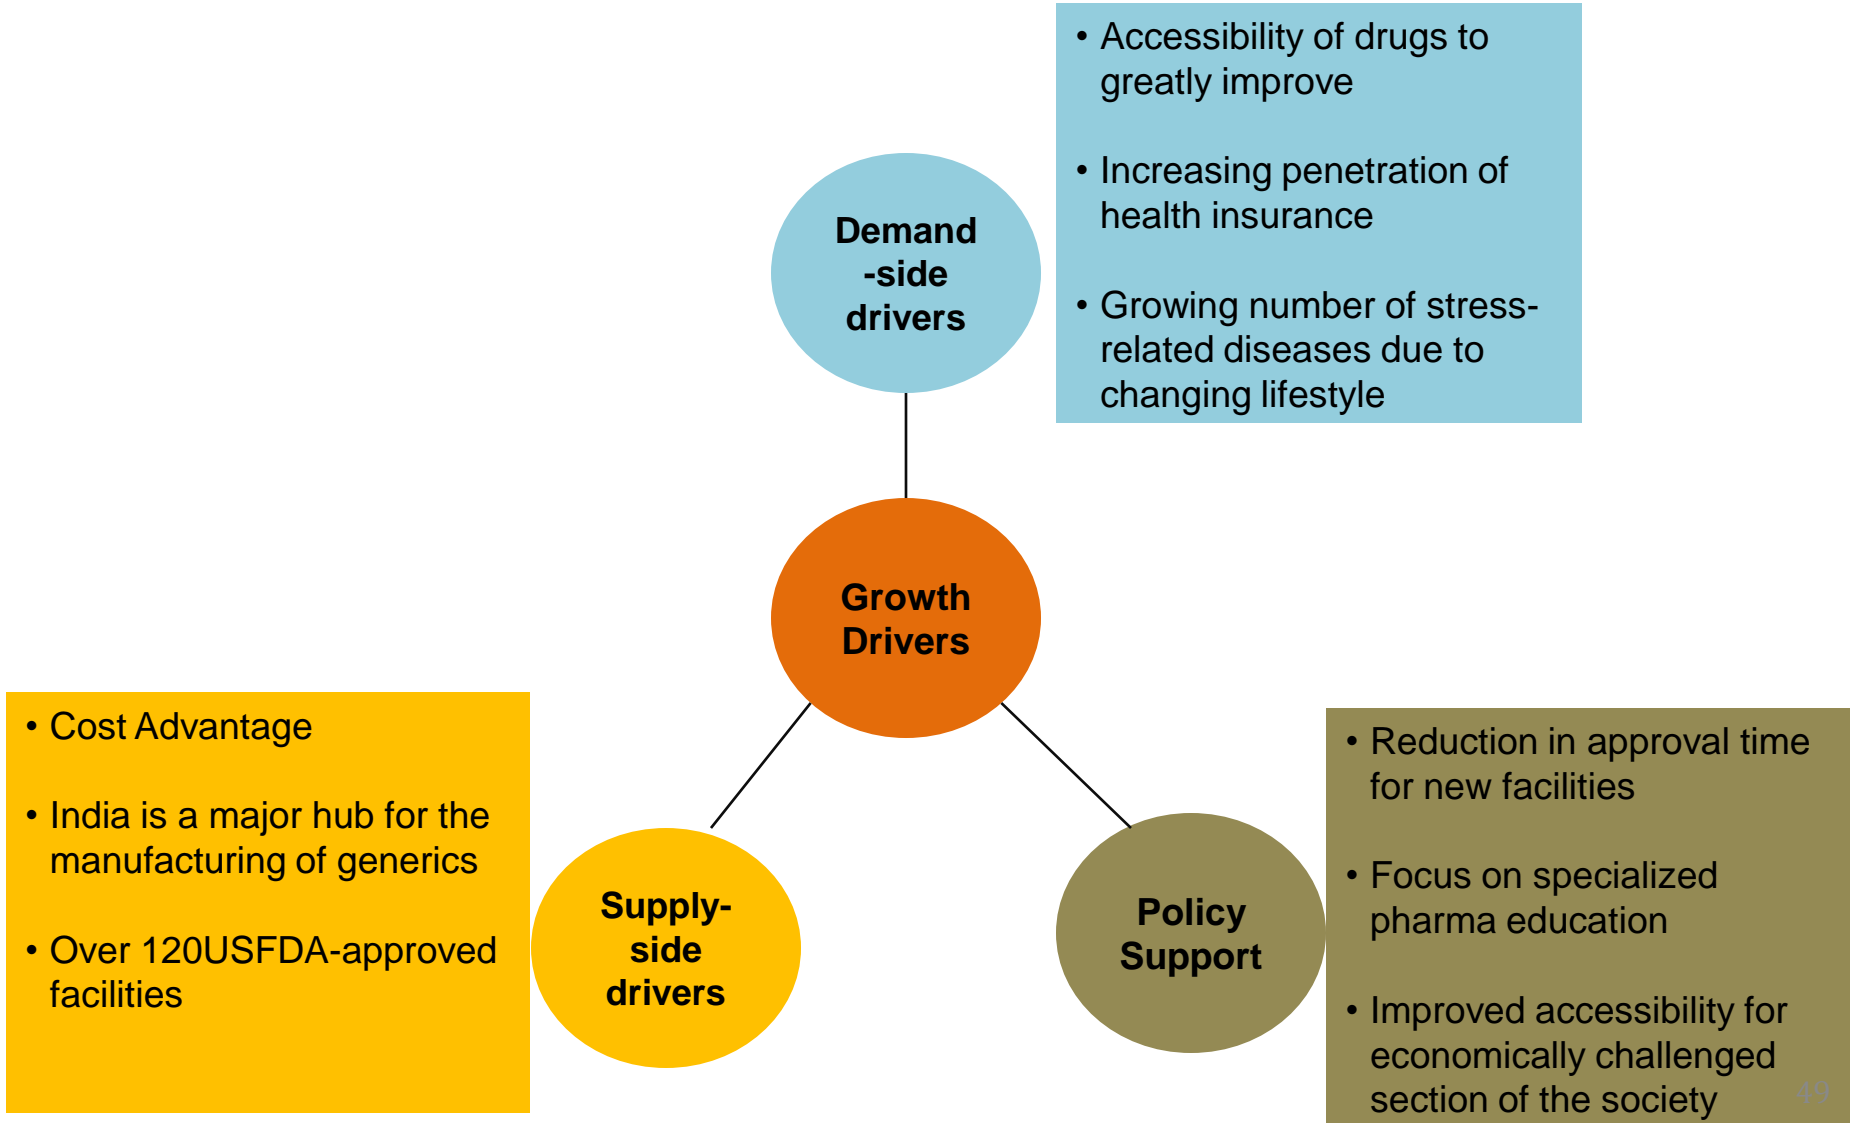 • Accessibility of drugs to
greatly improve
• Increasing penetration of
health insurance
• Growing number of stress-
related diseases due to
changing lifestyle
Demand
-side
drivers
Growth
Drivers
• Cost Advantage
• India is a major hub for the
manufacturing of generics
• Over 120USFDA-approved
facilities
Supply-
side
drivers
Policy
Support
• Reduction in approval time
for new facilities
• Focus on specialized
pharma education
• Improved accessibility for
economically challenged
section of the society
49